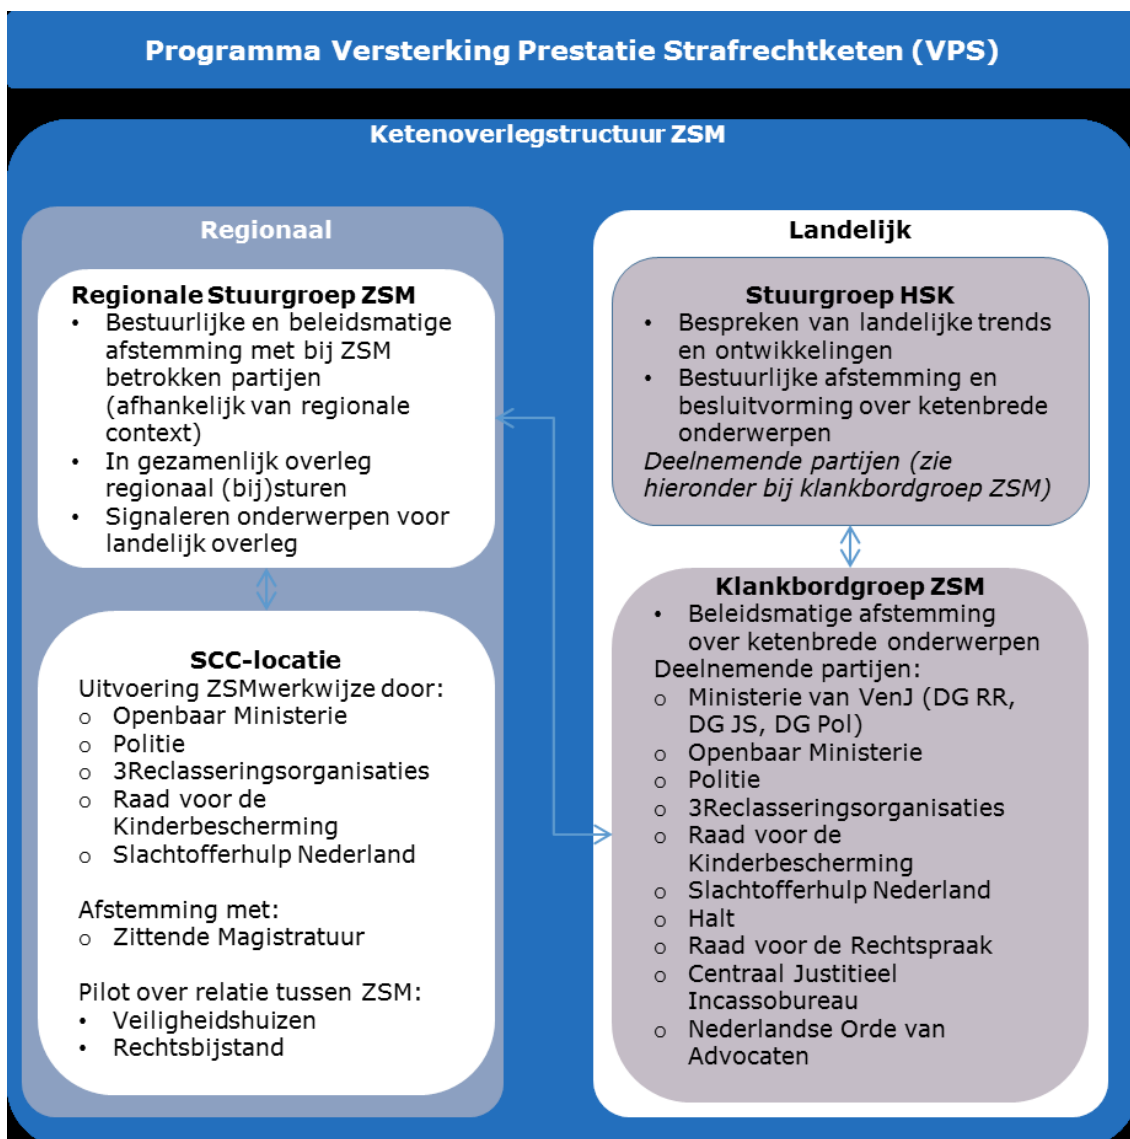 Programma Versterking Prestatie Strafrechtketen (VPS)
Ketenoverlegstructuur ZSM
Regionaal
Regionale Stuurgroep ZSM
• Bestuurlijke en beleidsmatige
afstemming met bij ZSM
betrokken partijen
(afhankelijk van regionale
context)
• In gezamenlijk overleg
regionaal (bij)sturen
• Signaleren onderwerpen voor
landelijk overleg
SCC-locatie
Uitvoering ZSMwerkwijze door:
o Openbaar Ministerie
o Politie
o 3Reclasseringsorganisaties
o Raad voor de
Kinderbescherming
o Slachtofferhulp Nederland
Afstemming met:
o Zittende Magistratuur
Pilot over relatie tussen ZSM:
• Veiligheidshuizen
• Rechtsbijstand
Landelijk
Stuurgroep HSK
• Bespreken van landelijke trends
en ontwikkelingen
• Bestuurlijke afstemming en
besluitvorming over ketenbrede
onderwerpen
Deelnemende partijen (zie
hieronder bij klankbordgroep ZSM)
Klankbordgroep ZSM
• Beleidsmatige afstemming
over ketenbrede onderwerpen
Deelnemende partijen:
o Ministerie van VenJ (DG RR,
DG JS, DG Pol)
o Openbaar Ministerie
o Politie
o 3Reclasseringsorganisaties
o Raad voor de
Kinderbescherming
o Slachtofferhulp Nederland
o Halt
o Raad voor de Rechtspraak
o Centraal Justitieel
Incassobureau
o Nederlandse Orde van
Advocaten